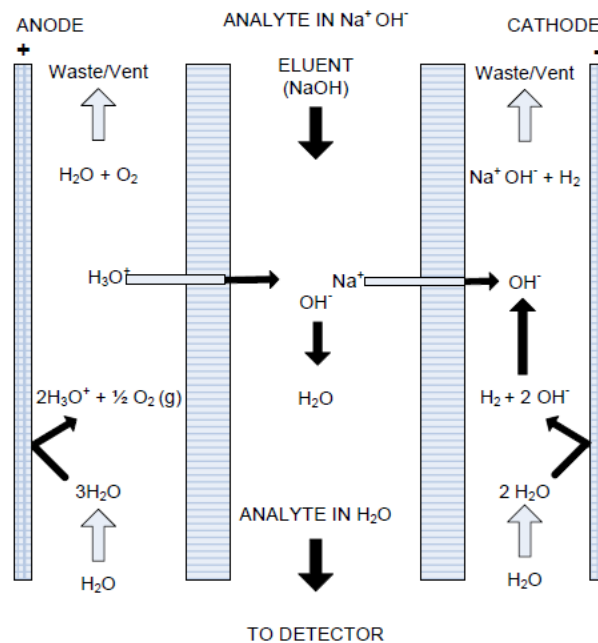 ANALYTE IN Na⁺ OH⁻
ANODE
CATHODE
+
-
Waste/Vent
ELUENT
(NaOH)
Waste/Vent
H₂O + O₂
Na⁺ OH⁻ + H₂
H₃O⁺
Na⁺
OH⁻
OH⁻
H₂O
2H₃O⁺ + ½ O₂ (g)
H₂ + 2 OH⁻
3H₂O
2 H₂O
ANALYTE IN H₂O
H₂O
H₂O
TO DETECTOR